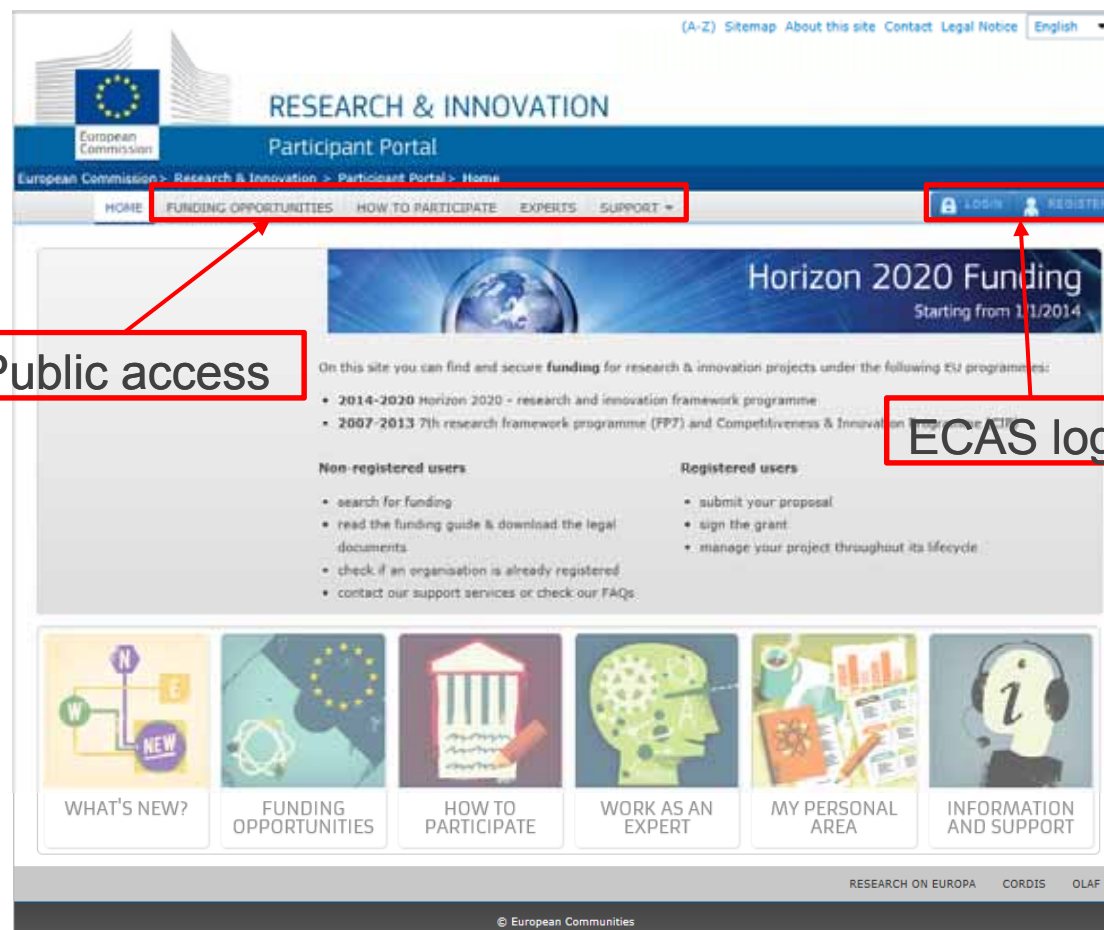 (A-Z) Sitemap About this site Contact Legal Notice English
RESEARCH & INNOVATION
European
Commission
Participant Portal
European Commission > Research & Innovation > Participant Portal > Home
HOME FUNDING OPPORTUNITIES HOW TO PARTICIPATE EXPERTS SUPPORT
LOGIN REGISTER
Horizon 2020 Funding
Starting from 1/1/2014
Public access
On this site you can find and secure funding for research & innovation projects under the following EU programmes:
• 2014-2020 Horizon 2020 - research and innovation framework programme
• 2007-2013 7th research framework programme (FP7) and Competitiveness & Innovation Programme (CIP)
ECAS log
Non-registered users
• search for funding
• read the funding guide & download the legal
documents
• check if an organisation is already registered
• contact our support services or check our FAQs
Registered users
• submit your proposal
• sign the grant
• manage your project throughout its lifecycle
N
E
W
NEW
A
i
WHAT'S NEW?
FUNDING
OPPORTUNITIES
HOW TO
PARTICIPATE
WORK AS AN
EXPERT
MY PERSONAL
AREA
INFORMATION
AND SUPPORT
RESEARCH ON EUROPA CORDIS OLAF
© European Communities